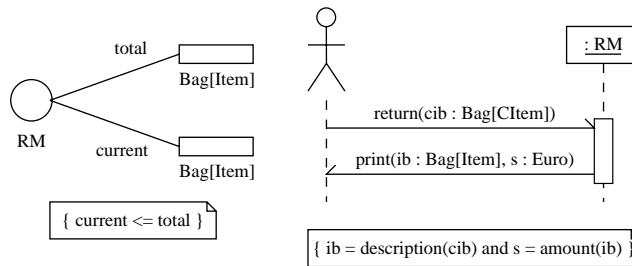 total
Bag[Item]
RM
current
Bag[Item]
{ current <= total }
: RM
return(cib : Bag[CItem])
print(ib : Bag[Item], s : Euro)
{ ib = description(cib) and s = amount(ib) }